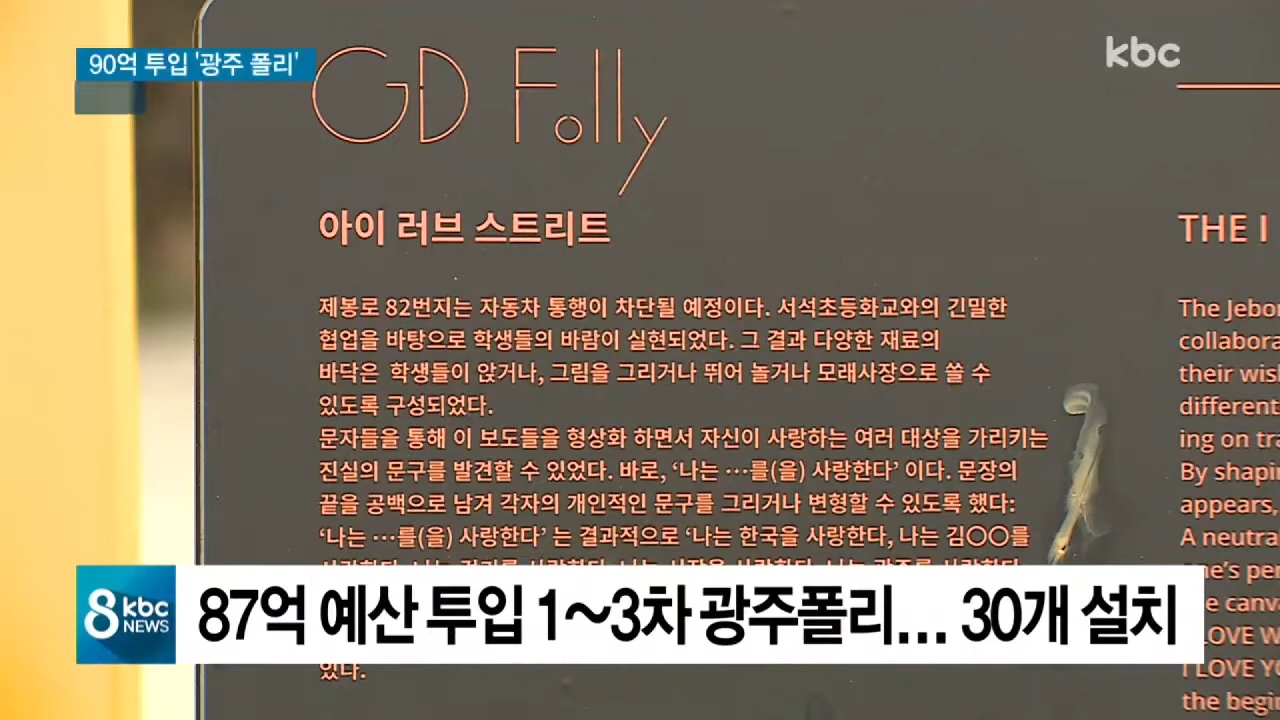 90억 투입 '광주 폴리'
kbc
GD Folly
아이 러브 스트리트
제봉로 82번지는 자동차 통행이 차단될 예정이다. 서석초등화교와의 긴밀한
협업을 바탕으로 학생들의 바람이 실현되었다. 그 결과 다양한 재료의
바닥은 학생들이 앉거나, 그림을 그리거나 뛰어 놀거나 모래사장으로 쓸 수
있도록 구성되었다.
문자들을 통해 이 보도들을 형상화 하면서 자신이 사랑하는 여러 대상을 가리키는
진실의 문구를 발견할 수 있었다. 바로, ‘나는 …를(을) 사랑한다’ 이다. 문장의
끝을 공백으로 남겨 각자의 개인적인 문구를 그리거나 변형할 수 있도록 했다:
‘나는 …를(을) 사랑한다’ 는 결과적으로 ‘나는 한국을 사랑한다, 나는 김○○를
있다.
THE I
The Jebo
collabora
their wis
different
ing on tr
By shapi
appears,
A neutra
ne's pe
e canv
LOVE W
I LOVE YO
the begin
8 kbc NEWS
87억 예산 투입 1~3차 광주폴리... 30개 설치